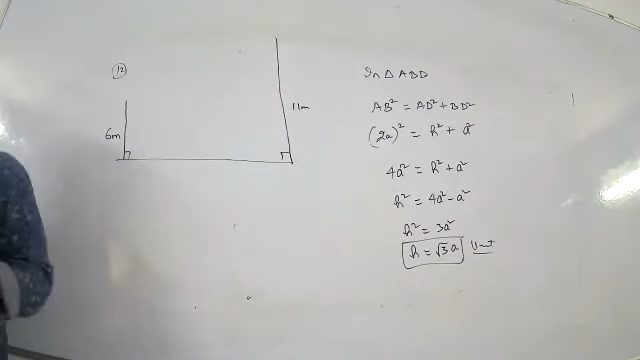 12
6m
11m
In △ABD
AB² = AD² + BD²
(2a)² = h² + a²
4a² = h² + a²
h² = 4a² - a²
h² = 3a²
h = √3a Unit